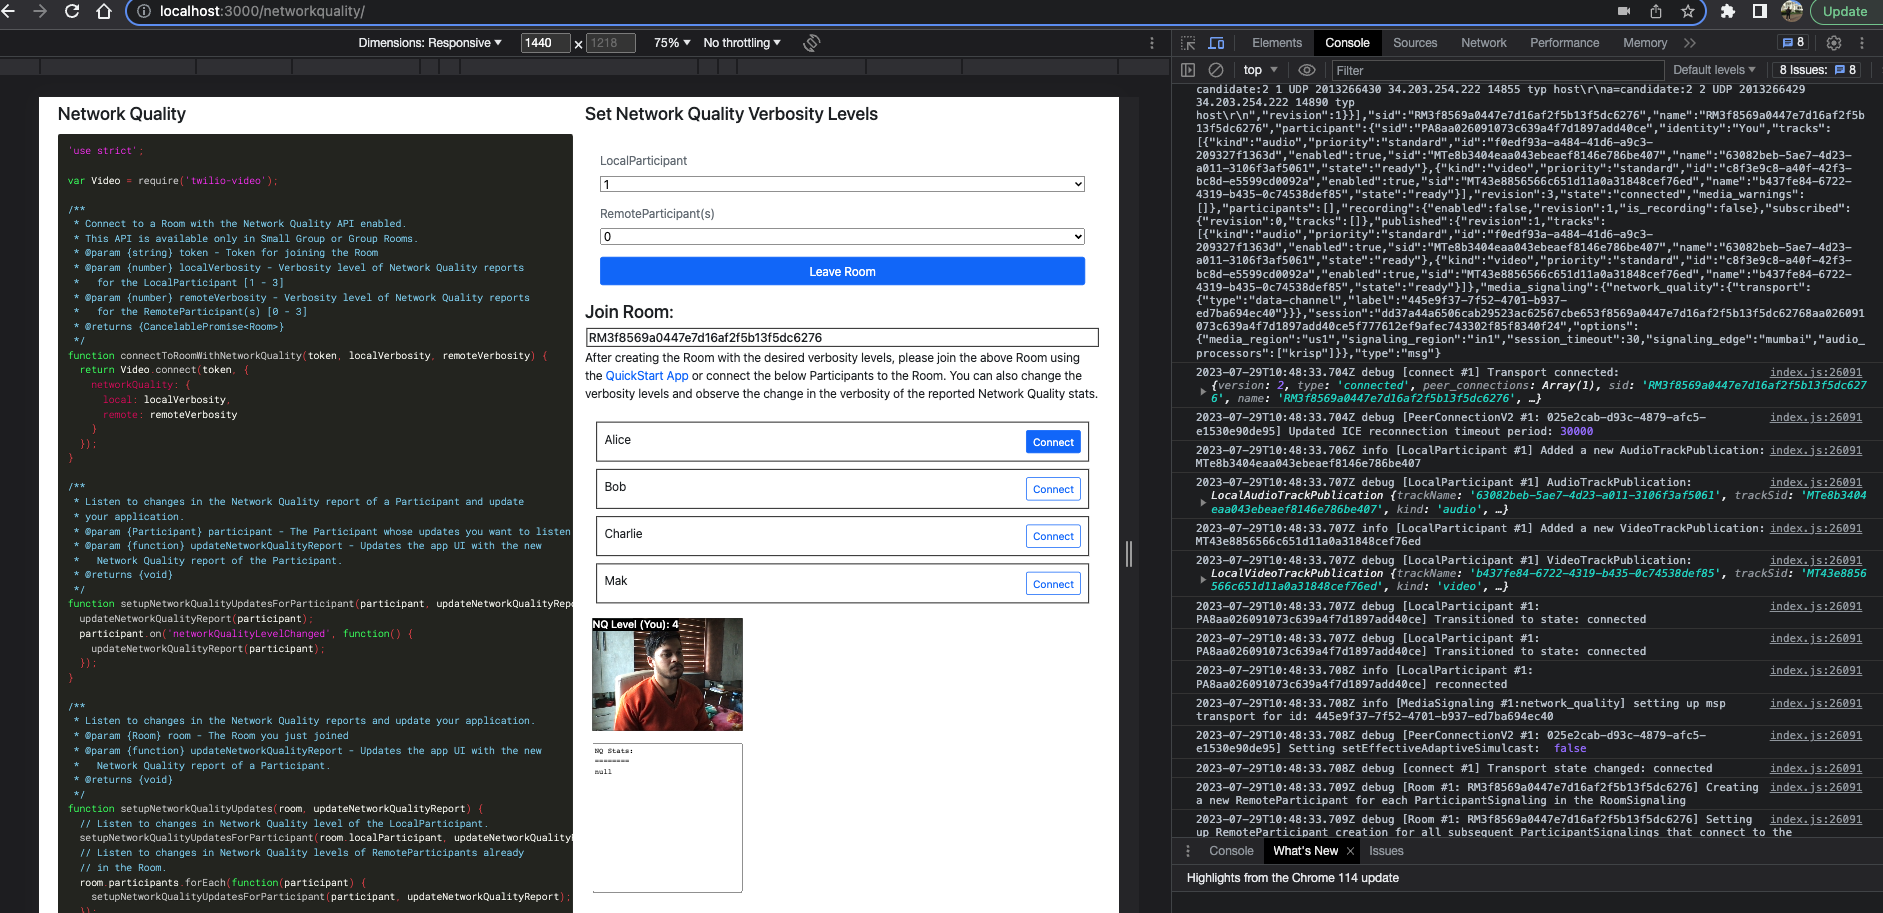 localhost:3000/networkquality/
Update
Dimensions: Responsive ▾ 1440 × 1218 75% ▾ No throttling ▾
Elements Console Sources Network Performance Memory » 8
top ▾ Filter Default levels ▾ 8 Issues: 8
Network Quality
'use strict';
var Video = require('twilio-video');
/**
* Connect to a Room with the Network Quality API enabled.
* This API is available only in Small Group or Group Rooms.
* @param {string} token - Token for joining the Room
* @param {number} localVerbosity - Verbosity level of Network Quality reports
*   for the LocalParticipant [1 - 3]
* @param {number} remoteVerbosity - Verbosity level of Network Quality reports
*   for the RemoteParticipant(s) [0 - 3]
* @returns {CancelablePromise<Room>}
*/
function connectToRoomWithNetworkQuality(token, localVerbosity, remoteVerbosity) {
return Video.connect(token, {
networkQuality: {
local: localVerbosity,
remote: remoteVerbosity
}
});
}
/**
* Listen to changes in the Network Quality report of a Participant and update
* your application.
* @param {Participant} participant - The Participant whose updates you want to listen
* @param {function} updateNetworkQualityReport - Updates the app UI with the new
*   Network Quality report of the Participant.
* @returns {void}
*/
function setupNetworkQualityUpdatesForParticipant(participant, updateNetworkQualityRepo
updateNetworkQualityReport(participant);
participant.on('networkQualityLevelChanged', function() {
updateNetworkQualityReport(participant);
});
}
/**
* Listen to changes in the Network Quality reports and update your application.
* @param {Room} room - The Room you just joined
* @param {function} updateNetworkQualityReport - Updates the app UI with the new
*   Network Quality report of a Participant.
* @returns {void}
*/
function setupNetworkQualityUpdates(room, updateNetworkQualityReport) {
// Listen to changes in Network Quality level of the LocalParticipant.
setupNetworkQualityUpdatesForParticipant(room.localParticipant, updateNetworkQualityR
// Listen to changes in Network Quality levels of RemoteParticipants already
// in the Room.
room.participants.forEach(function(participant) {
setupNetworkQualityUpdatesForParticipant(participant, updateNetworkQualityReport);
});
Set Network Quality Verbosity Levels
LocalParticipant
1
RemoteParticipant(s)
0
Leave Room
Join Room:
RM3f8569a0447e7d16af2f5b13f5dc6276
After creating the Room with the desired verbosity levels, please join the above Room using
the QuickStart App or connect the below Participants to the Room. You can also change the
verbosity levels and observe the change in the verbosity of the reported Network Quality stats.
Alice Connect
Bob Connect
Charlie Connect
Mak Connect
NQ Level (You): 4
NQ Stats:
========
null
candidate:2 1 UDP 2013266430 34.203.254.222 14855 typ host\r\na=candidate:2 2 UDP 2013266429
34.203.254.222 14890 typ
host\r\n","revision":1}}],"sid":"RM3f8569a0447e7d16af2f5b13f5dc6276","name":"RM3f8569a0447e7d16af2f5b
13f5dc6276","participant":{"sid":"PA8aa026091073c639a4f7d1897add40ce","identity":"You","tracks":
[{"kind":"audio","priority":"standard","id":"f0edf93a-a484-41d6-a9c3-
209327f1363d","enabled":true,"sid":"MTe8b3404eaa043ebeaef8146e786be407","name":"63082beb-5ae7-4d23-
a011-3106f3af5061","state":"ready"},{"kind":"video","priority":"standard","id":"c8f3e9c8-a40f-42f3-
bc8d-e5599cd0092a","enabled":true,"sid":"MT43e8856566c651d11a0a31848cef76ed","name":"b437fe84-6722-
4319-b435-0c74538def85","state":"ready"}],"revision":3,"state":"connected","media_warnings":
[]},"participants":[],"recording":{"enabled":false,"revision":1,"is_recording":false},"subscribed":
{"revision":0,"tracks":[]},"published":{"revision":1,"tracks":
[{"kind":"audio","priority":"standard","id":"f0edf93a-a484-41d6-a9c3-
209327f1363d","enabled":true,"sid":"MTe8b3404eaa043ebeaef8146e786be407","name":"63082beb-5ae7-4d23-
a011-3106f3af5061","state":"ready"},{"kind":"video","priority":"standard","id":"c8f3e9c8-a40f-42f3-
bc8d-e5599cd0092a","enabled":true,"sid":"MT43e8856566c651d11a0a31848cef76ed","name":"b437fe84-6722-
4319-b435-0c74538def85","state":"ready"}]},"media_signaling":{"network_quality":{"transport":
{"type":"data-channel","label":"445e9f37-7f52-4701-b937-
ed7ba694ec40"}}},"session":"dd37a44a6506cab29523ac62567cbe653f8569a0447e7d16af2f5b13f5dc62768aa026091
073c639a4f7d1897add40ce5f777612ef9afec743302f85f8340f24","options":
{"media_region":"us1","signaling_region":"in1","session_timeout":30,"signaling_edge":"mumbai","audio_
processors":["krisp"]}},"type":"msg"}
2023-07-29T10:48:33.704Z debug [connect #1] Transport connected: index.js:26091
{version: 2, type: 'connected', peer_connections: Array(1), sid: 'RM3f8569a0447e7d16af2f5b13f5dc627
6', name: 'RM3f8569a0447e7d16af2f5b13f5dc6276', …}
2023-07-29T10:48:33.704Z debug [PeerConnectionV2 #1: 025e2cab-d93c-4879-afc5- index.js:26091
e1530e90de95] Updated ICE reconnection timeout period: 30000
2023-07-29T10:48:33.706Z info [LocalParticipant #1] Added a new AudioTrackPublication: index.js:26091
MTe8b3404eaa043ebeaef8146e786be407
2023-07-29T10:48:33.707Z debug [LocalParticipant #1] AudioTrackPublication: index.js:26091
LocalAudioTrackPublication {trackName: '63082beb-5ae7-4d23-a011-3106f3af5061', trackSid: 'MTe8b3404
eaa043ebeaef8146e786be407', kind: 'audio', …}
2023-07-29T10:48:33.707Z info [LocalParticipant #1] Added a new VideoTrackPublication: index.js:26091
MT43e8856566c651d11a0a31848cef76ed
2023-07-29T10:48:33.707Z debug [LocalParticipant #1] VideoTrackPublication: index.js:26091
LocalVideoTrackPublication {trackName: 'b437fe84-6722-4319-b435-0c74538def85', trackSid: 'MT43e8856
566c651d11a0a31848cef76ed', kind: 'video', …}
2023-07-29T10:48:33.707Z debug [LocalParticipant #1: index.js:26091
PA8aa026091073c639a4f7d1897add40ce] Transitioned to state: connected
2023-07-29T10:48:33.707Z debug [LocalParticipant #1: index.js:26091
PA8aa026091073c639a4f7d1897add40ce] Transitioned to state: connected
2023-07-29T10:48:33.708Z info [LocalParticipant #1: index.js:26091
PA8aa026091073c639a4f7d1897add40ce] reconnected
2023-07-29T10:48:33.708Z info [MediaSignaling #1:network_quality] setting up msp index.js:26091
transport for id: 445e9f37-7f52-4701-b937-ed7ba694ec40
2023-07-29T10:48:33.708Z debug [PeerConnectionV2 #1: 025e2cab-d93c-4879-afc5- index.js:26091
e1530e90de95] Setting setEffectiveAdaptiveSimulcast: false
2023-07-29T10:48:33.708Z debug [connect #1] Transport state changed: connected index.js:26091
2023-07-29T10:48:33.709Z debug [Room #1: RM3f8569a0447e7d16af2f5b13f5dc6276] Creating index.js:26091
a new RemoteParticipant for each ParticipantSignaling in the RoomSignaling
2023-07-29T10:48:33.709Z debug [Room #1: RM3f8569a0447e7d16af2f5b13f5dc6276] Setting index.js:26091
up RemoteParticipant creation for all subsequent ParticipantSignalings that connect to the
Console What's New × Issues
Highlights from the Chrome 114 update